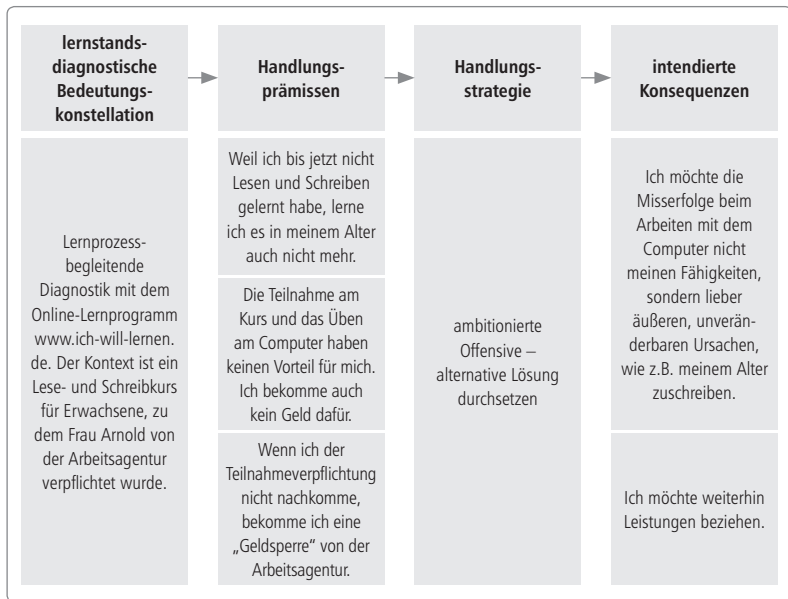 lernstands-
diagnostische
Bedeutungs-
konstellation
Handlungs-
prämissen
Handlungs-
strategie
intendierte
Konsequenzen
Lernprozess-
begleitende
Diagnostik mit dem
Online-Lernprogramm
www.ich-will-lernen.
de. Der Kontext ist ein
Lese- und Schreibkurs
für Erwachsene, zu
dem Frau Arnold von
der Arbeitsagentur
verpflichtet wurde.
Weil ich bis jetzt nicht
Lesen und Schreiben
gelernt habe, lerne
ich es in meinem Alter
auch nicht mehr.
Die Teilnahme am
Kurs und das Üben
am Computer haben
keinen Vorteil für mich.
Ich bekomme auch
kein Geld dafür.
Wenn ich der
Teilnahmeverpflichtung
nicht nachkomme,
bekomme ich eine
„Geldsperre“ von der
Arbeitsagentur.
ambitionierte
Offensive –
alternative Lösung
durchsetzen
Ich möchte die
Misserfolge beim
Arbeiten mit dem
Computer nicht
meinen Fähigkeiten,
sondern lieber
äußeren, unverän-
derbaren Ursachen,
wie z.B. meinem Alter
zuschreiben.
Ich möchte weiterhin
Leistungen beziehen.